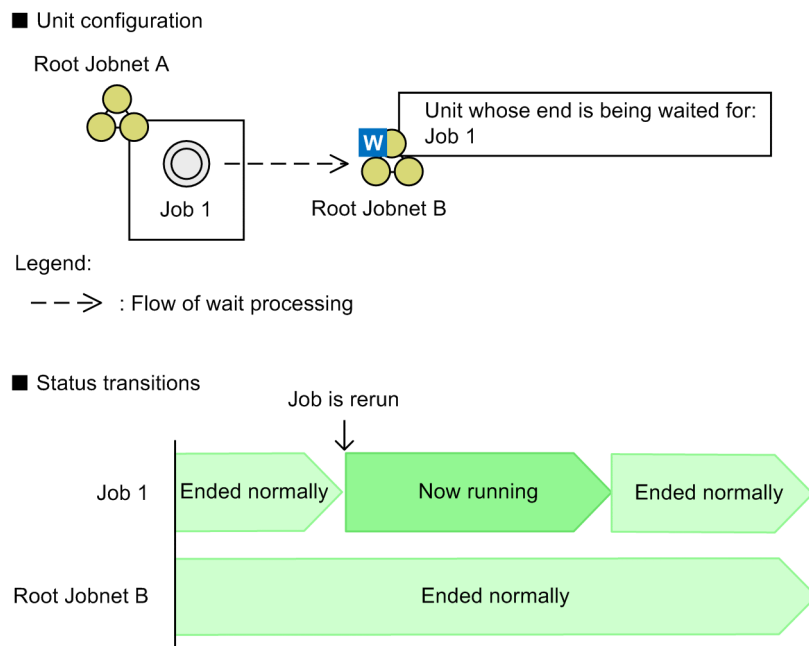 ■ Unit configuration
Root Jobnet A
Unit whose end is being waited for:
Job 1
W
Job 1
Root Jobnet B
Legend:
: Flow of wait processing
■ Status transitions
Job is rerun
Job 1
Ended normally
Now running
Ended normally
Root Jobnet B
Ended normally